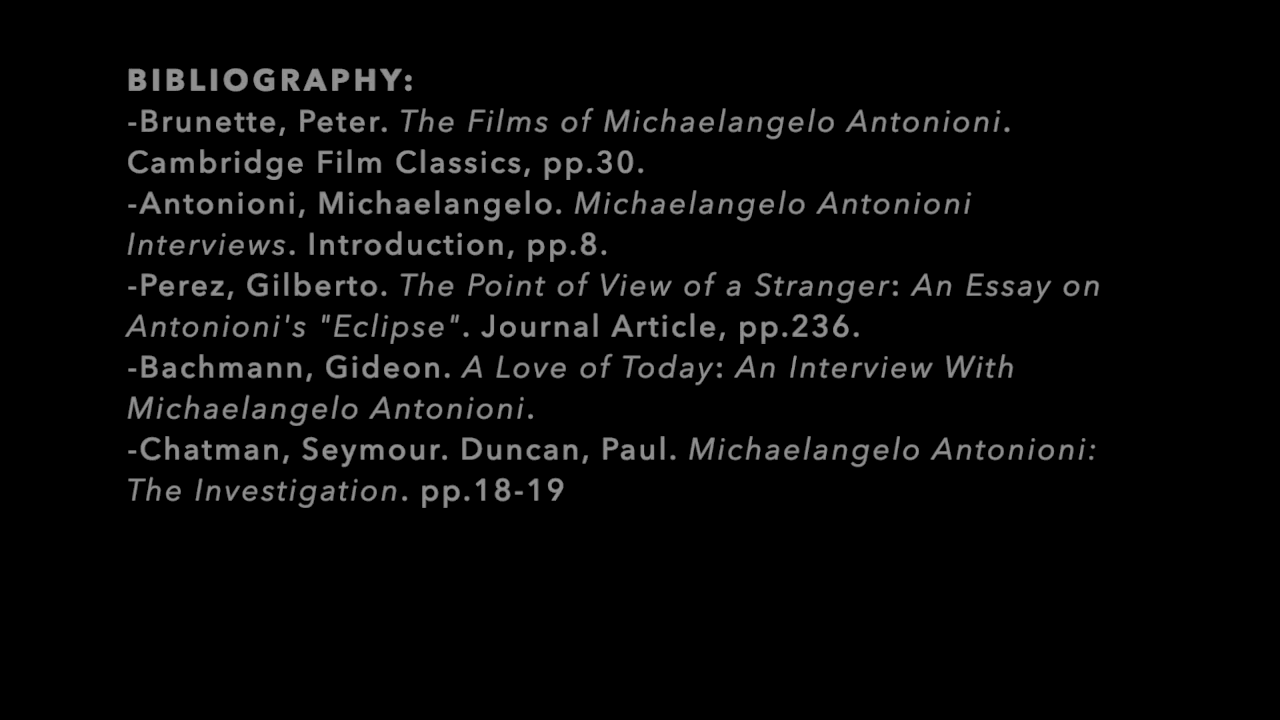 BIBLIOGRAPHY:
-Brunette, Peter. The Films of Michaelangelo Antonioni.
Cambridge Film Classics, pp.30.
-Antonioni, Michaelangelo. Michaelangelo Antonioni
Interviews. Introduction, pp.8.
-Perez, Gilberto. The Point of View of a Stranger: An Essay on
Antonioni's "Eclipse". Journal Article, pp.236.
-Bachmann, Gideon. A Love of Today: An Interview With
Michaelangelo Antonioni.
-Chatman, Seymour. Duncan, Paul. Michaelangelo Antonioni:
The Investigation. pp.18-19